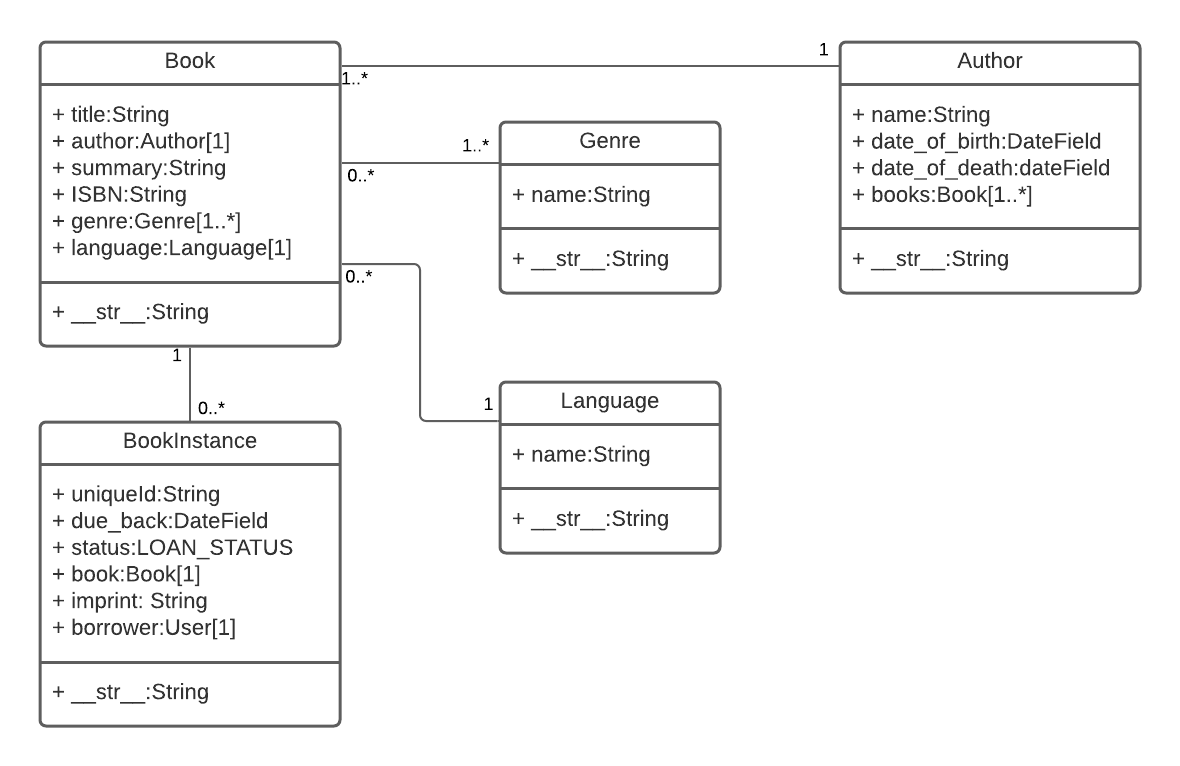 Book
+ title:String
+ author:Author[1]
+ summary:String
+ ISBN:String
+ genre:Genre[1..*]
+ language:Language[1]
+ __str__:String
1..*
1
0..*
1..*
0..*
1
1
0..*
Author
+ name:String
+ date_of_birth:DateField
+ date_of_death:dateField
+ books:Book[1..*]
+ __str__:String
Genre
+ name:String
+ __str__:String
Language
+ name:String
+ __str__:String
BookInstance
+ uniqueId:String
+ due_back:DateField
+ status:LOAN_STATUS
+ book:Book[1]
+ imprint: String
+ borrower:User[1]
+ __str__:String